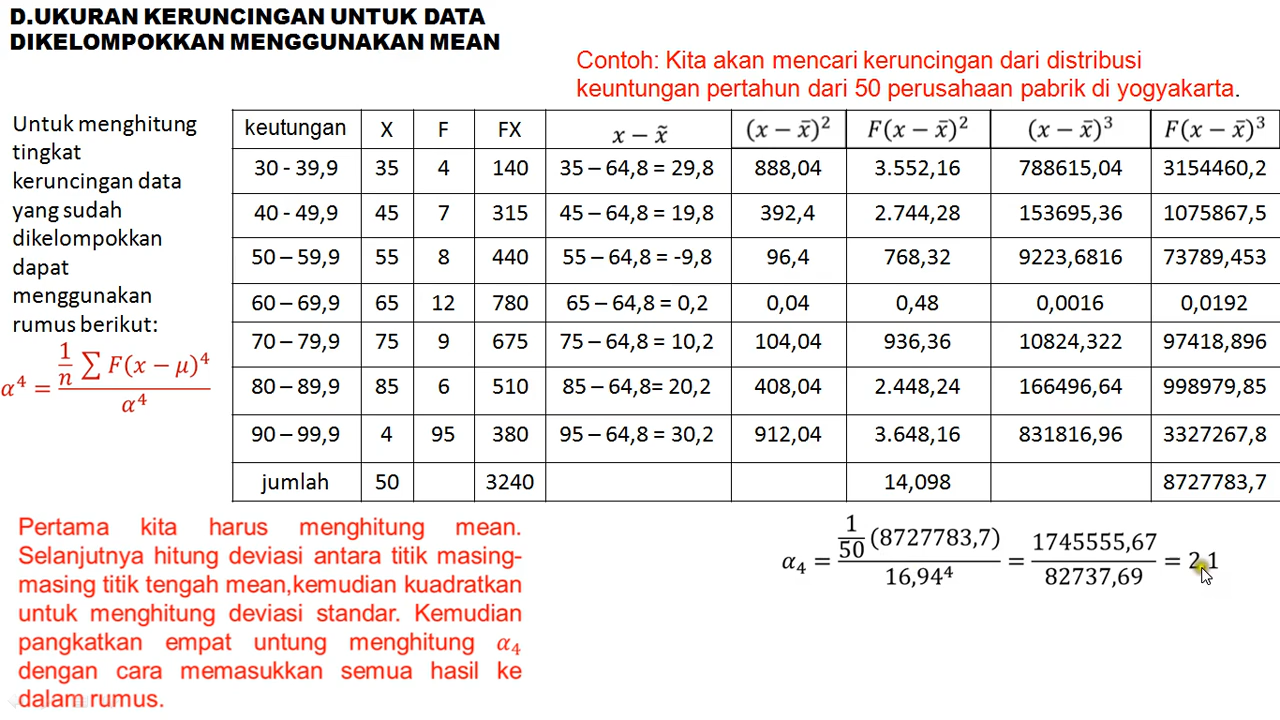 D.UKURAN KERUNCINGAN UNTUK DATA
DIKELOMPOKKAN MENGGUNAKAN MEAN
Contoh: Kita akan mencari keruncingan dari distribusi
keuntungan pertahun dari 50 perusahaan pabrik di yogyakarta.
Untuk menghitung
tingkat
keruncingan data
yang sudah
dikelompokkan
dapat
menggunakan
rumus berikut:
α⁴ = (1/n ∑ F(x − μ)⁴) / α⁴
keutungan X F FX x − x̃ (x − x̄)² F(x − x̄)² (x − x̄)³ F(x − x̄)³
30 - 39,9 35 4 140 35 – 64,8 = 29,8 888,04 3.552,16 788615,04 3154460,2
40 - 49,9 45 7 315 45 – 64,8 = 19,8 392,4 2.744,28 153695,36 1075867,5
50 – 59,9 55 8 440 55 – 64,8 = -9,8 96,4 768,32 9223,6816 73789,453
60 – 69,9 65 12 780 65 – 64,8 = 0,2 0,04 0,48 0,0016 0,0192
70 – 79,9 75 9 675 75 – 64,8 = 10,2 104,04 936,36 10824,322 97418,896
80 – 89,9 85 6 510 85 – 64,8= 20,2 408,04 2.448,24 166496,64 998979,85
90 – 99,9 4 95 380 95 – 64,8 = 30,2 912,04 3.648,16 831816,96 3327267,8
jumlah 50 3240 14,098 8727783,7
Pertama kita harus menghitung mean.
Selanjutnya hitung deviasi antara titik masing-
masing titik tengah mean,kemudian kuadratkan
untuk menghitung deviasi standar. Kemudian
pangkatkan empat untung menghitung α₄
dengan cara memasukkan semua hasil ke
dalam rumus.
α₄ = (1/50 (8727783,7)) / 16,94⁴ = 1745555,67 / 82737,69 = 2,1